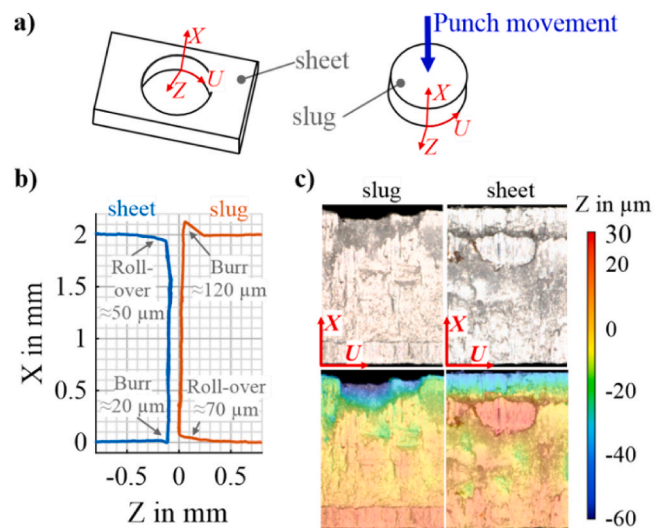 a)
Punch movement
X
U
Z
sheet
slug
X
U
Z
b)
sheet
slug
2
1.5
1
0.5
0
X in mm
Roll-
over
≈50 µm
Burr
≈120 µm
Burr
≈20 µm
Roll-over
≈70 µm
-0.5
0
0.5
Z in mm
c)
slug
sheet
X
U
X
U
Z in µm
30
20
0
-20
-40
-60